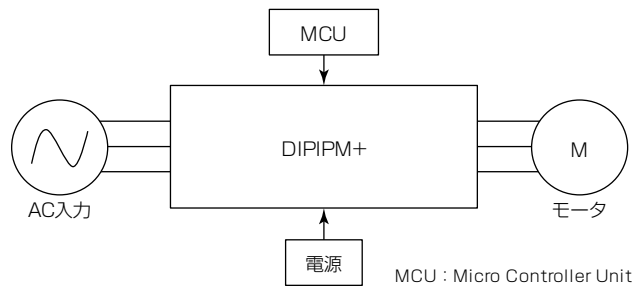 MCU
DIPIPM+
M
AC入力
モータ
電源
MCU：Micro Controller Unit